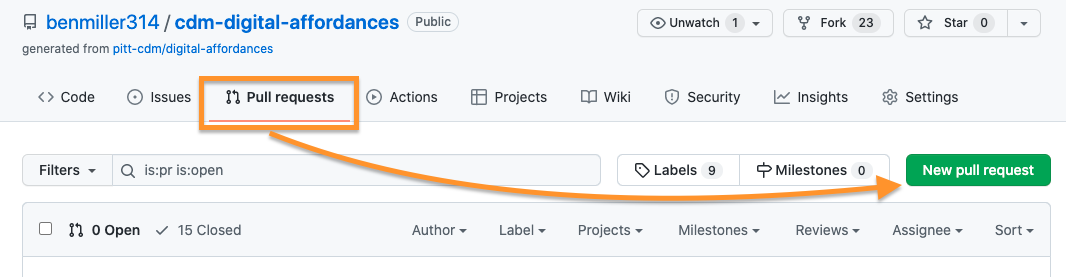 benmiller314 / cdm-digital-affordances Public Unwatch 1 Fork 23 Star 0
generated from pitt-cdm/digital-affordances
Code Issues Pull requests Actions Projects Wiki Security Insights Settings
Filters is:pr is:open Labels 9 Milestones 0 New pull request
0 Open 15 Closed Author Label Projects Milestones Reviews Assignee Sort